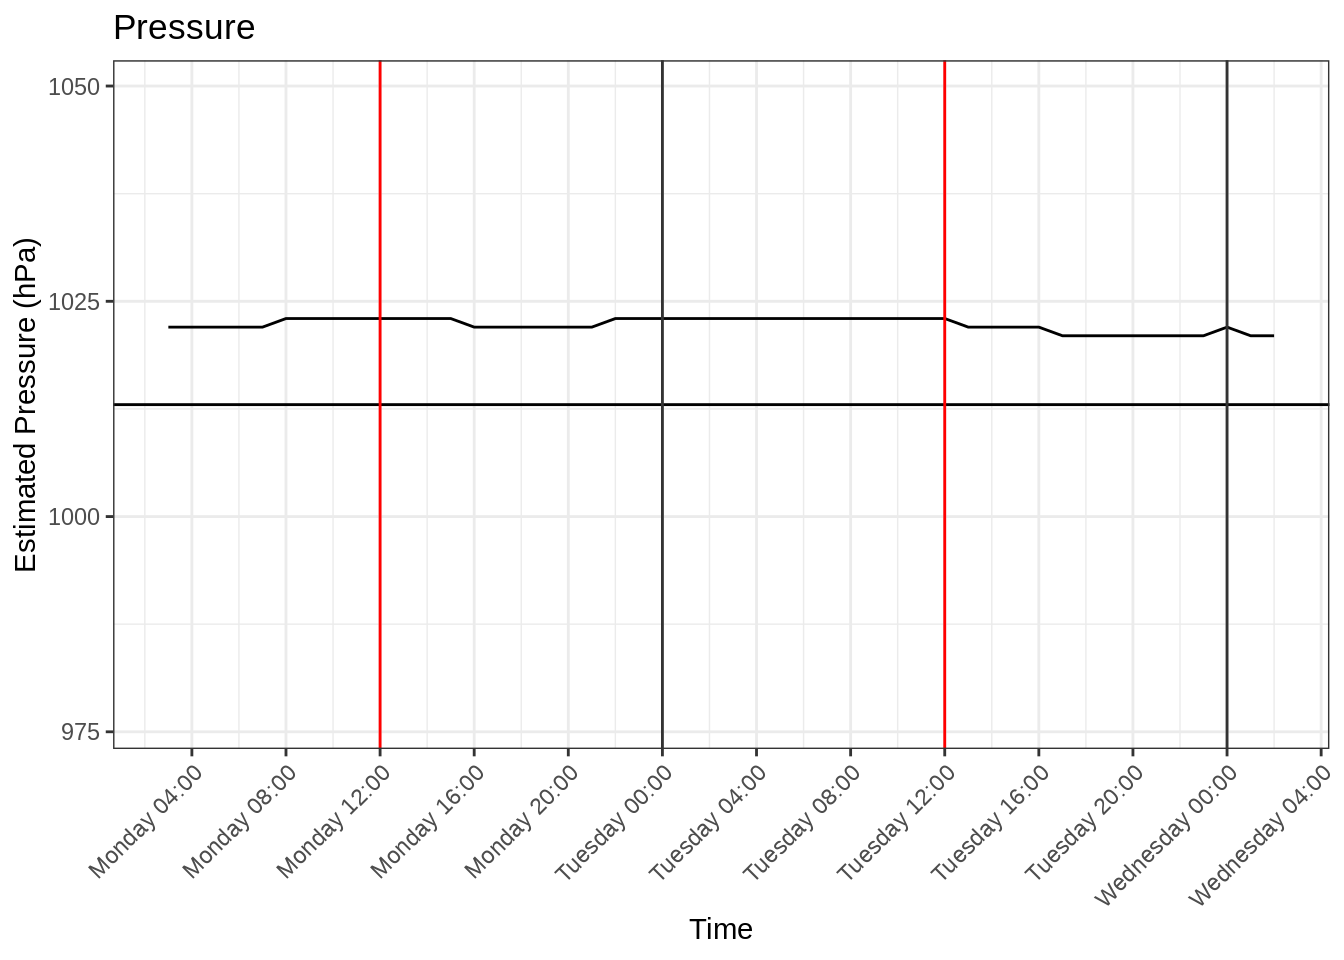 Pressure
Estimated Pressure (hPa)
1050
1025
1000
975
Monday 04:00
Monday 08:00
Monday 12:00
Monday 16:00
Monday 20:00
Tuesday 00:00
Tuesday 04:00
Tuesday 08:00
Tuesday 12:00
Tuesday 16:00
Tuesday 20:00
Wednesday 00:00
Wednesday 04:00
Time